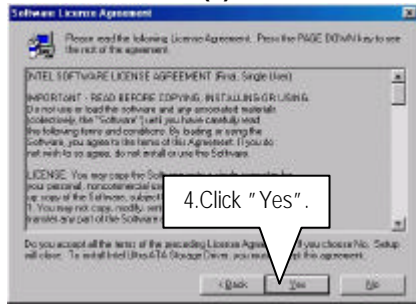 Software License Agreement
Please read the following License Agreement. Press the PAGE DOWN key to see
the rest of the agreement.
INTEL SOFTWARE LICENSE AGREEMENT (Final, Single User)
IMPORTANT - READ BEFORE COPYING, INSTALLING OR USING.
Do not use or load this software and any associated materials
(collectively, the "Software") until you have carefully read
the following terms and conditions. By loading or using the
Software, you agree to the terms of this Agreement. If you do
not wish to so agree, do not install or use the Software.
LICENSE: You may copy the
your personal, noncommercial
up copy of the Software, subject
1. You may not copy, modify,
transfer any part of the Software
4.Click "Yes".
Do you accept all the terms of the preceding License If you choose No, Setup
will close. To install Intel Ultra ATA Storage Driver, you must accept this agreement.
< Back
Yes
No